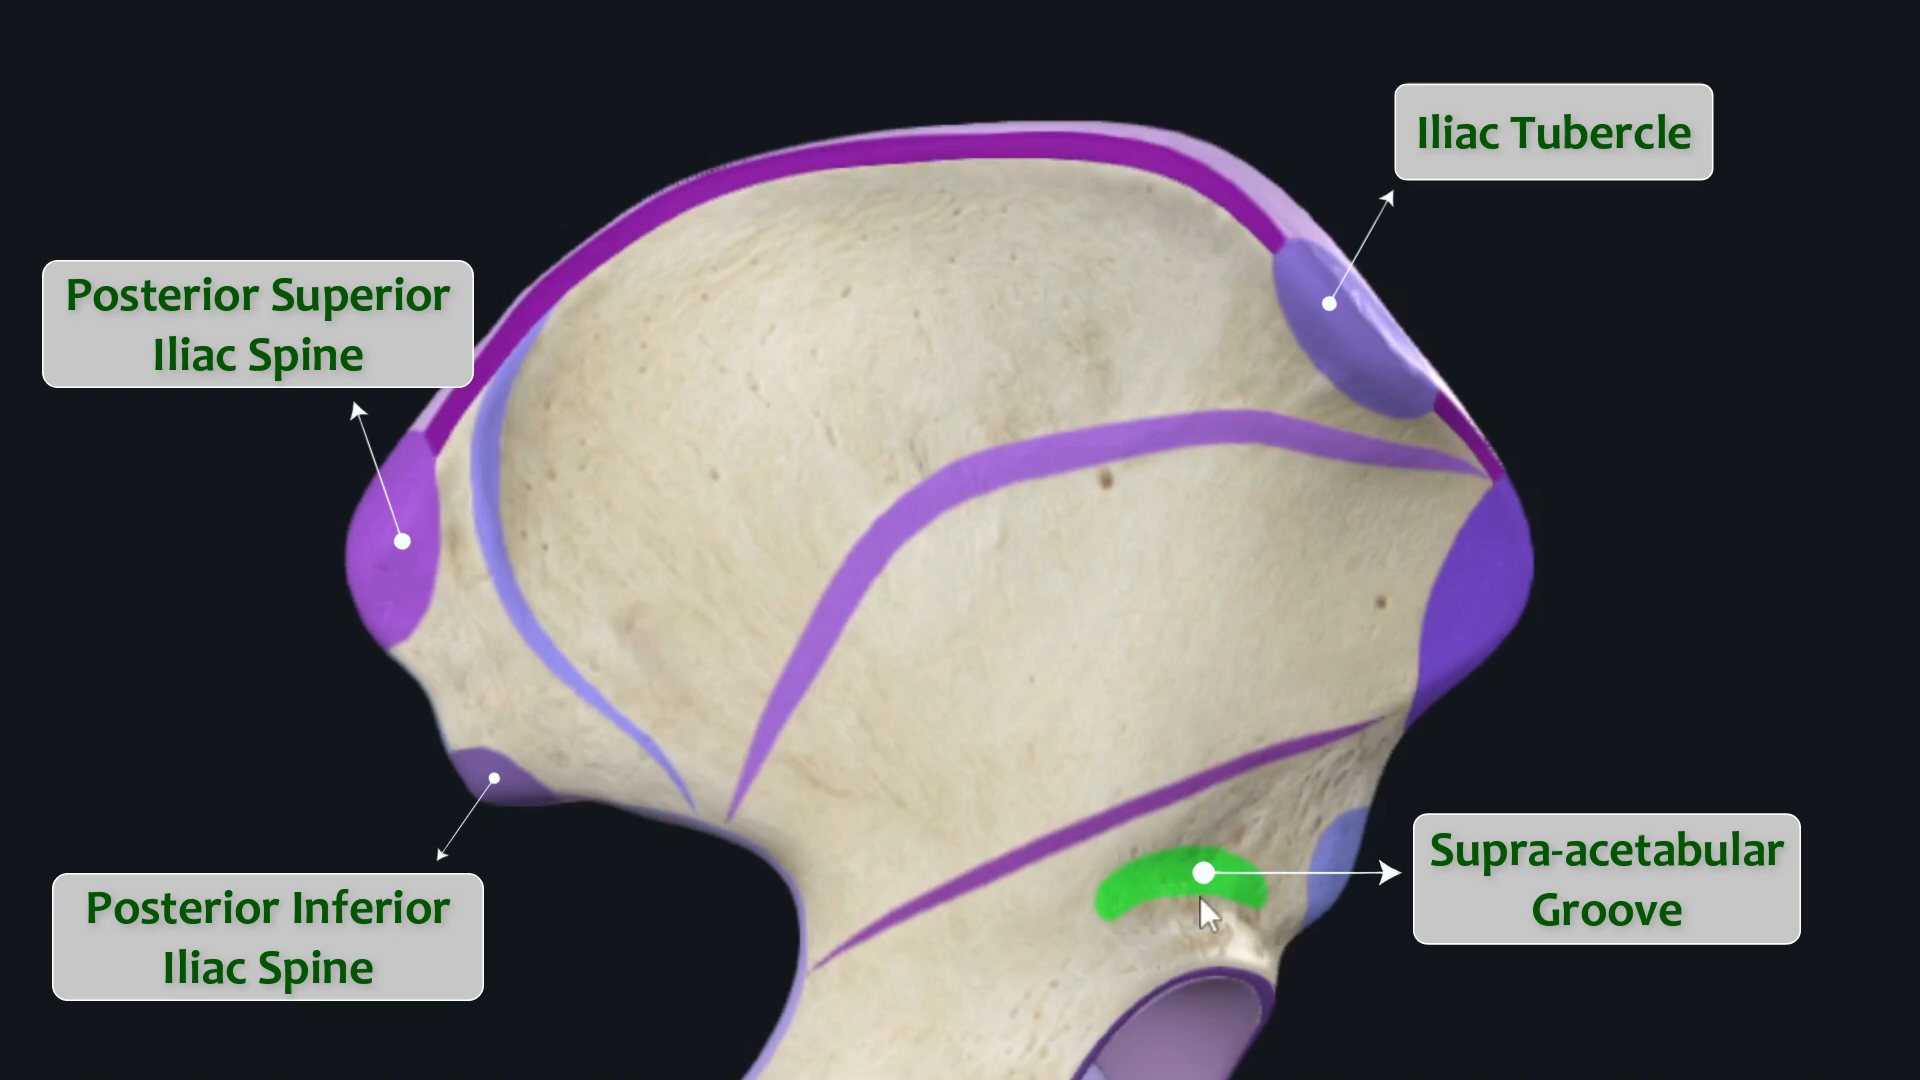 Iliac Tubercle
Posterior Superior
Iliac Spine
Supra-acetabular
Groove
Posterior Inferior
Iliac Spine